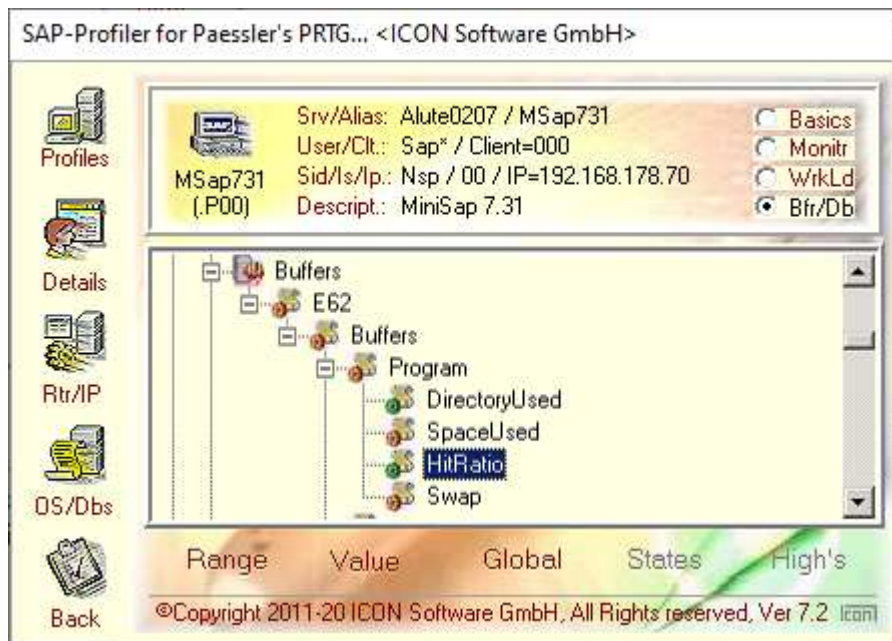 SAP-Profiler for Paessler's PRTG... <ICON Software GmbH>
Profiles
Details
Rtr/IP
OS/Dbs
Back
MSap731
(.P00)
Srv/Alias: Alute0207 / MSap731
User/Clt.: Sap* / Client=000
Sid/Is/Ip.: Nsp / 00 / IP=192.168.178.70
Descript.: MiniSap 7.31
Basics
Monitr
WrkLd
Bfr/Db
Buffers
E62
Buffers
Program
DirectoryUsed
SpaceUsed
HitRatio
Swap
Range Value Global States High's
©Copyright 2011-20 ICON Software GmbH, All Rights reserved, Ver 7.2 Icon